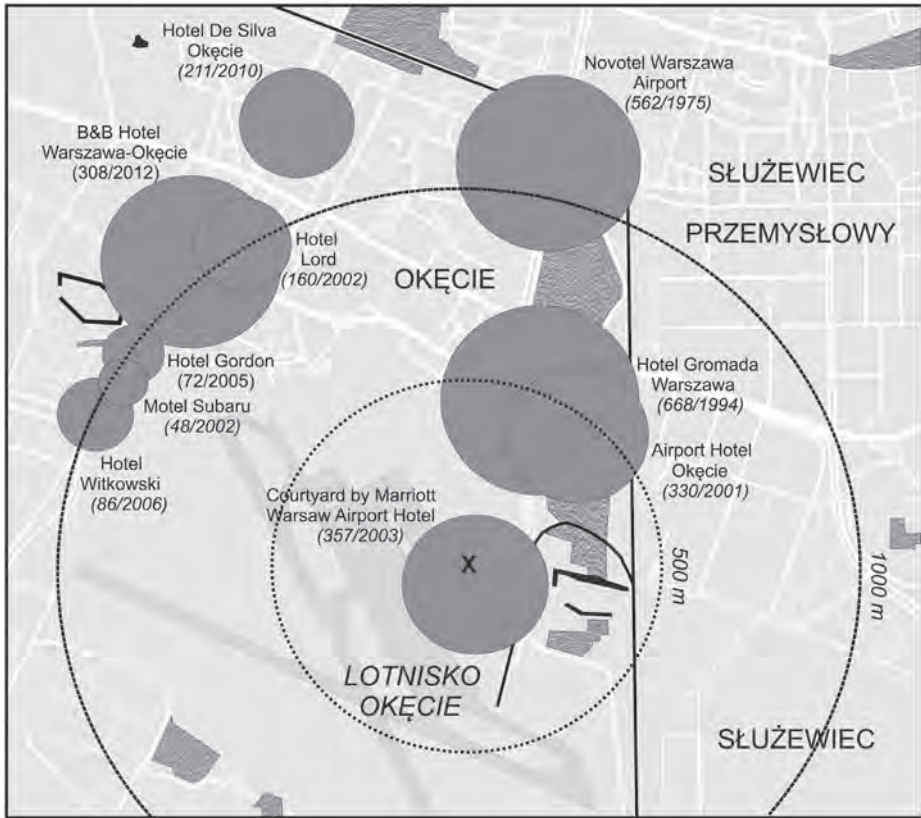 Hotel De Silva
Okęcie
(211/2010)
Novotel Warszawa
Airport
(562/1975)
B&B Hotel
Warszawa-Okęcie
(308/2012)
SŁUŻEWIEC
PRZEMYSŁOWY
Hotel
Lord
(160/2002)
OKĘCIE
Hotel Gordon
(72/2005)
Motel Subaru
(48/2002)
Hotel
Witkowski
(86/2006)
Hotel Gromada
Warszawa
(668/1994)
Airport Hotel
Okęcie
(330/2001)
Courtyard by Marriott
Warsaw Airport Hotel
(357/2003)
X
500 m
1000 m
LOTNISKO
OKĘCIE
SŁUŻEWIEC